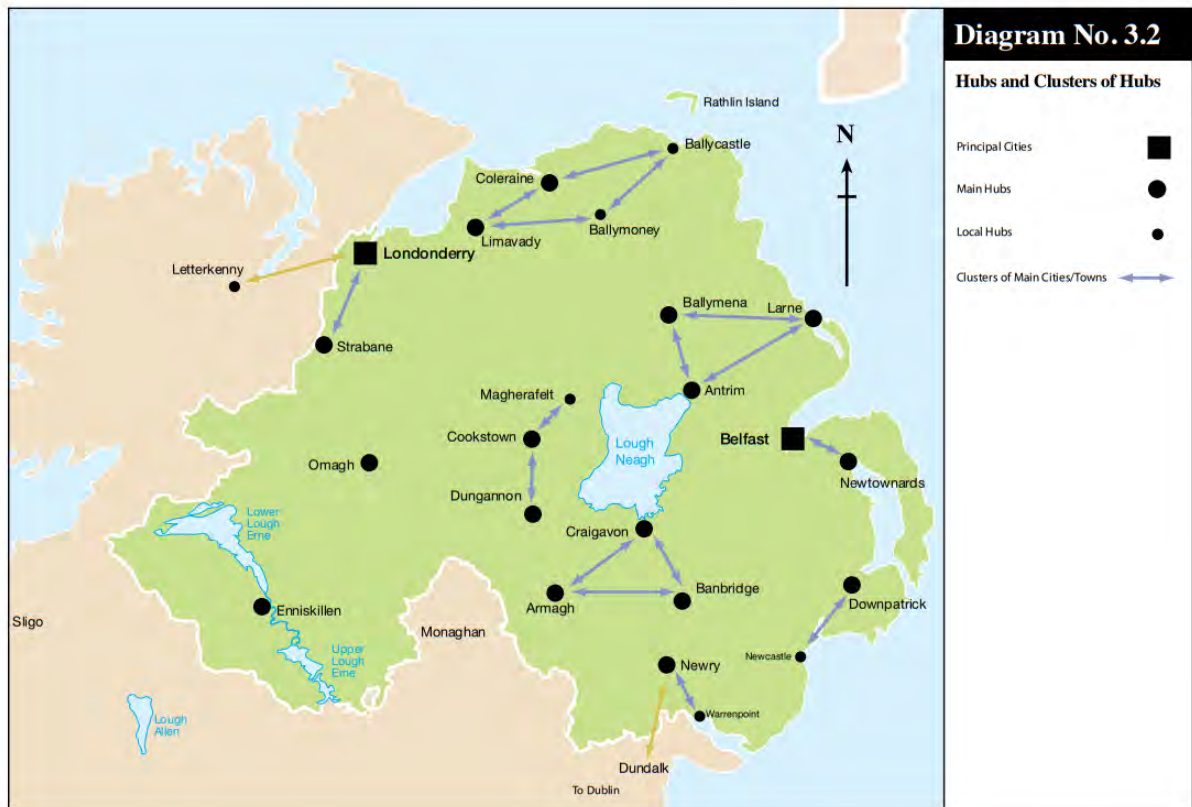 Diagram No. 3.2
Hubs and Clusters of Hubs
Principal Cities
Main Hubs
Local Hubs
Clusters of Main Cities/Towns
Rathlin Island
N
Ballycastle
Coleraine
Limavady
Ballymoney
Londonderry
Letterkenny
Strabane
Ballymena
Larne
Antrim
Magherafelt
Cookstown
Belfast
Lough
Neagh
Omagh
Newtownards
Dungannon
Lower
Lough
Erne
Craigavon
Banbridge
Armagh
Downpatrick
Enniskillen
Sligo
Monaghan
Upper
Lough
Erne
Newcastle
Newry
Warrenpoint
Lough
Allen
Dundalk
To Dublin